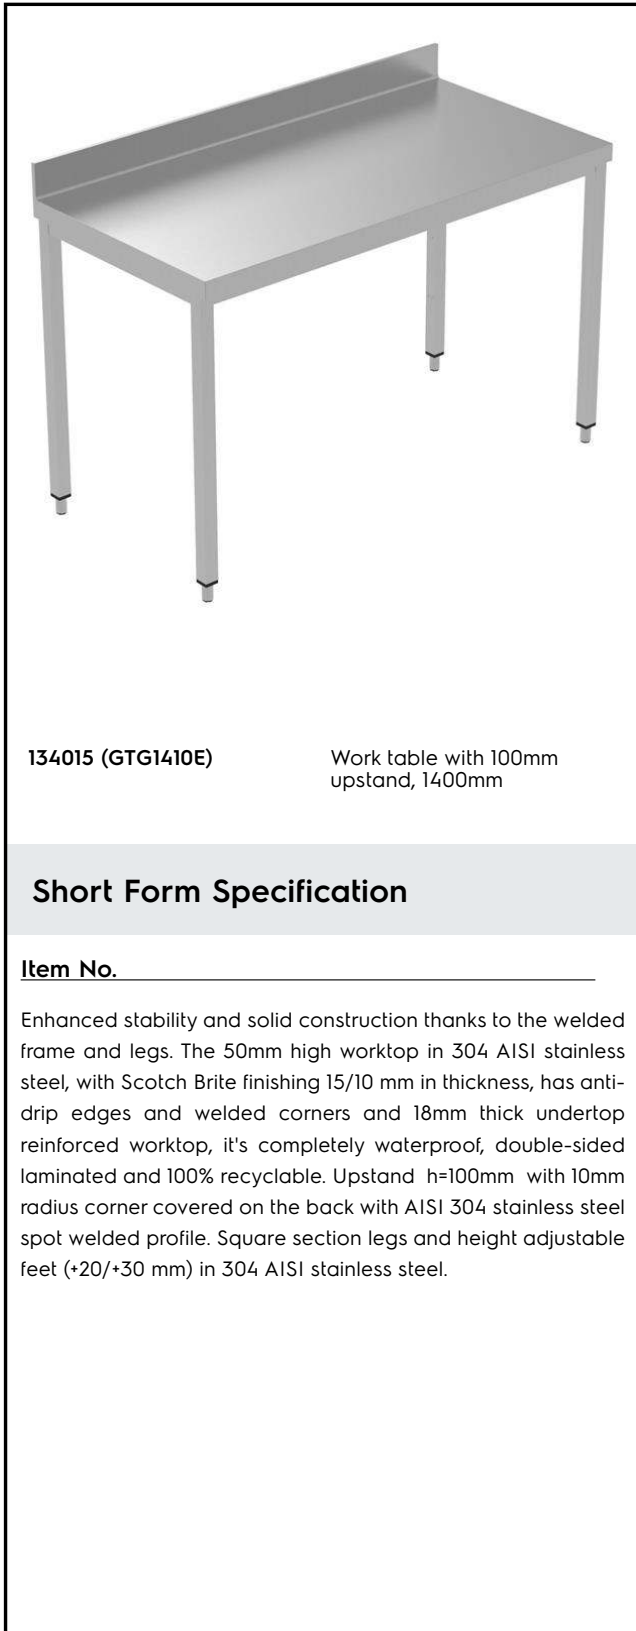 134015 (GTG1410E)
Work table with 100mm
upstand, 1400mm
Short Form Specification
Item No.
Enhanced stability and solid construction thanks to the welded
frame and legs. The 50mm high worktop in 304 AISI stainless
steel, with Scotch Brite finishing 15/10 mm in thickness, has anti-
drip edges and welded corners and 18mm thick undertop
reinforced worktop, it's completely waterproof, double-sided
laminated and 100% recyclable. Upstand h=100mm with 10mm
radius corner covered on the back with AISI 304 stainless steel
spot welded profile. Square section legs and height adjustable
feet (+20/+30 mm) in 304 AISI stainless steel.